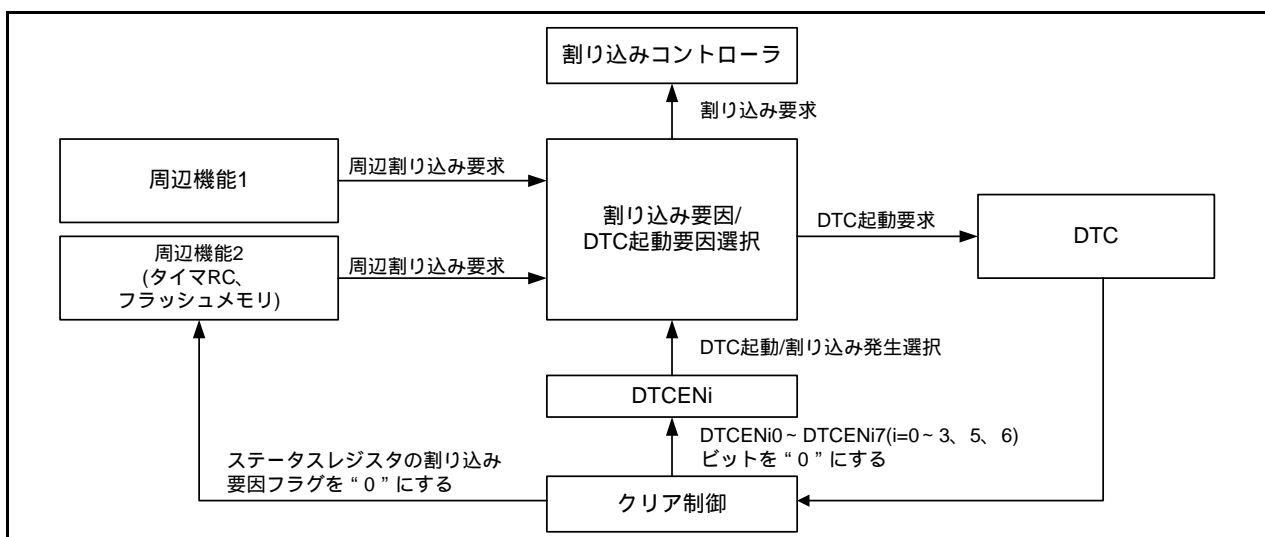 割り込みコントローラ
割り込み要求
周辺機能1
周辺割り込み要求
割り込み要因/
DTC起動要因選択
DTC起動要求
DTC
周辺機能2
(タイマRC、
フラッシュメモリ)
周辺割り込み要求
DTC起動/割り込み発生選択
DTCENi
DTCENi0~DTCENi7(i=0~3、5、6)
ビットを“0”にする
ステータスレジスタの割り込み
要因フラグを“0”にする
クリア制御